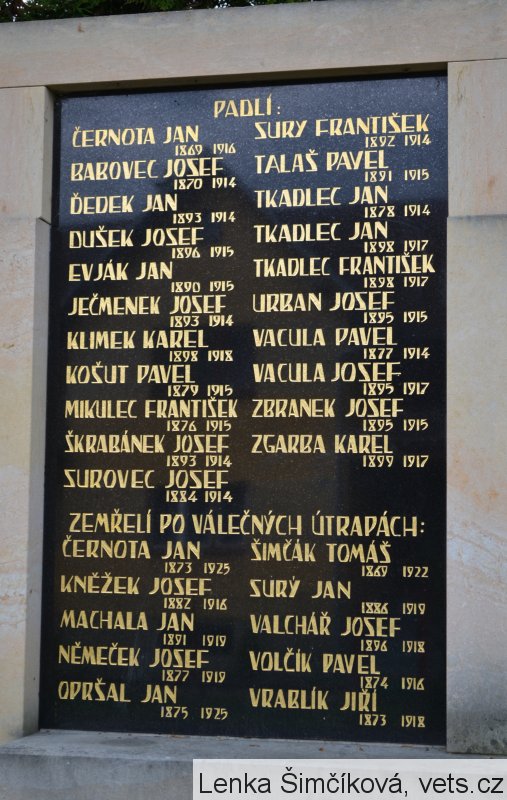 PADLÍ:
ČERNOTA JAN
1869 1916
BABOVEC JOSEF
1870 1914
ĎEDEK JAN
1893 1914
DUŠEK JOSEF
1896 1915
EVJÁK JAN
1890 1915
JEČMENEK JOSEF
1893 1914
KLIMEK KAREL
1898 1918
KOŠUT PAVEL
1879 1915
MIKULEC FRANTIŠEK
1876 1915
ŠKRABÁNEK JOSEF
1893 1914
SUROVEC JOSEF
1884 1914
SURY FRANTIŠEK
1892 1914
TALAŠ PAVEL
1891 1915
TKADLEC JAN
1878 1914
TKADLEC JAN
1898 1917
TKADLEC FRANTIŠEK
1898 1917
URBAN JOSEF
1895 1915
VACULA PAVEL
1877 1914
VACULA JOSEF
1895 1917
ZBRANEK JOSEF
1895 1915
ZGARBA KAREL
1899 1917
ZEMŘELÍ PO VÁLEČNÝCH ÚTRAPÁCH:
ČERNOTA JAN
1873 1925
KNĚŽEK JOSEF
1882 1916
MACHALA JAN
1891 1919
NĚMEČEK JOSEF
1877 1919
OPRŠAL JAN
1875 1925
ŠIMČÁK TOMÁŠ
1869 1922
SURÝ JAN
1886 1919
VALCHÁŘ JOSEF
1896 1918
VOLČÍK PAVEL
1874 1916
VRABLÍK JIŘÍ
1873 1918
Lenka Šimčíková, vets.cz